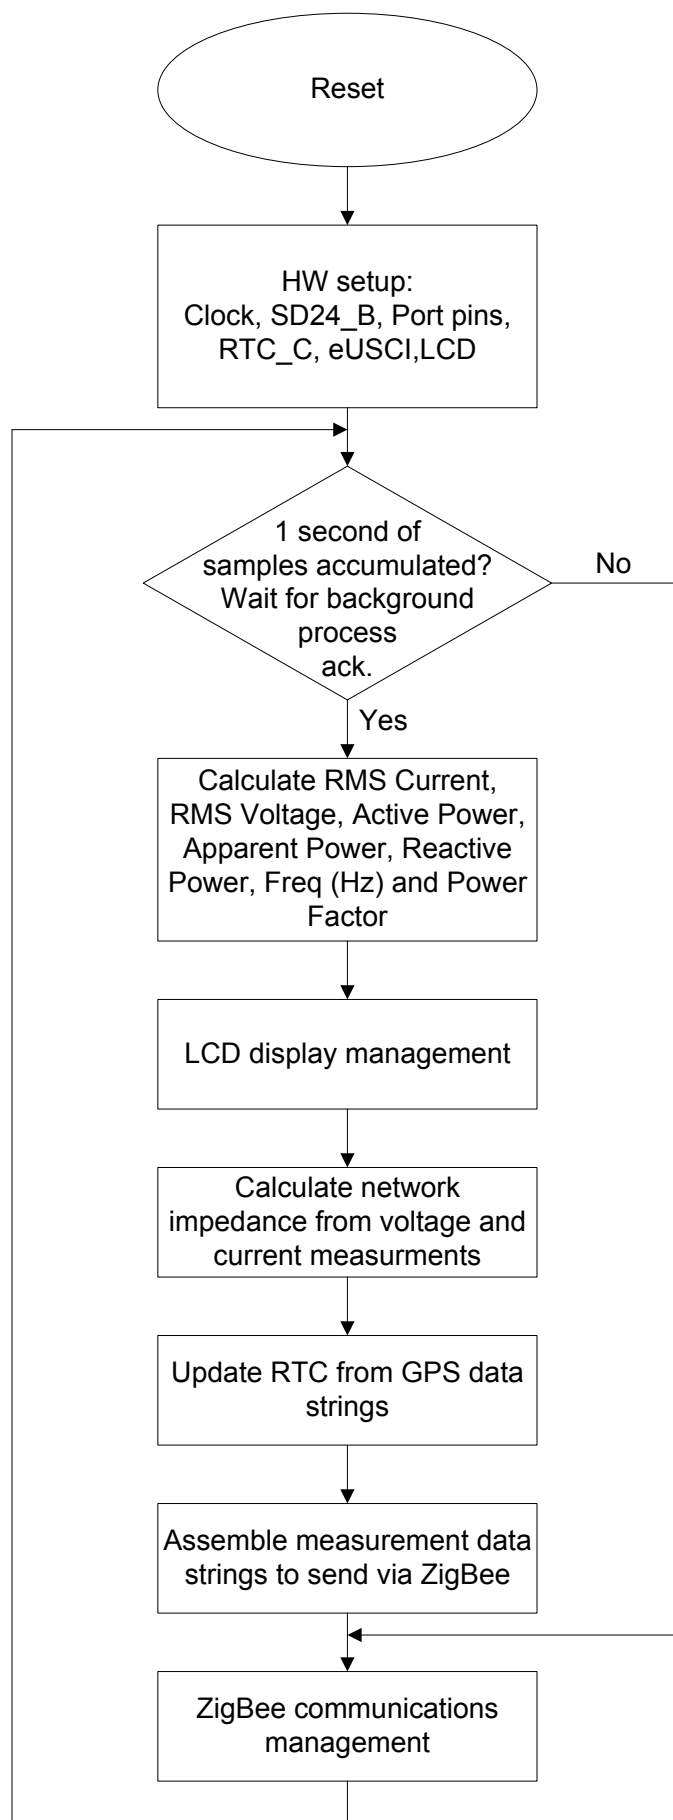 Reset
HW setup:
Clock, SD24_B, Port pins,
RTC_C, eUSCI,LCD
1 second of
samples accumulated?
Wait for background
process
ack.
No
Yes
Calculate RMS Current,
RMS Voltage, Active Power,
Apparent Power, Reactive
Power, Freq (Hz) and Power
Factor
LCD display management
Calculate network
impedance from voltage and
current measurments
Update RTC from GPS data
strings
Assemble measurement data
strings to send via ZigBee
ZigBee communications
management